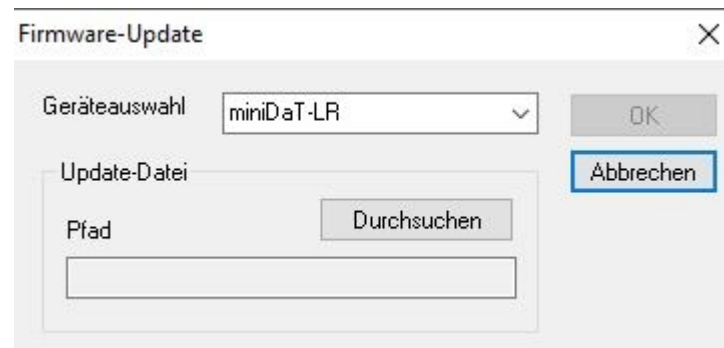 Firmware-Update
Geräteauswahl miniDaT-LR OK
Update-Datei Abbrechen
Pfad Durchsuchen